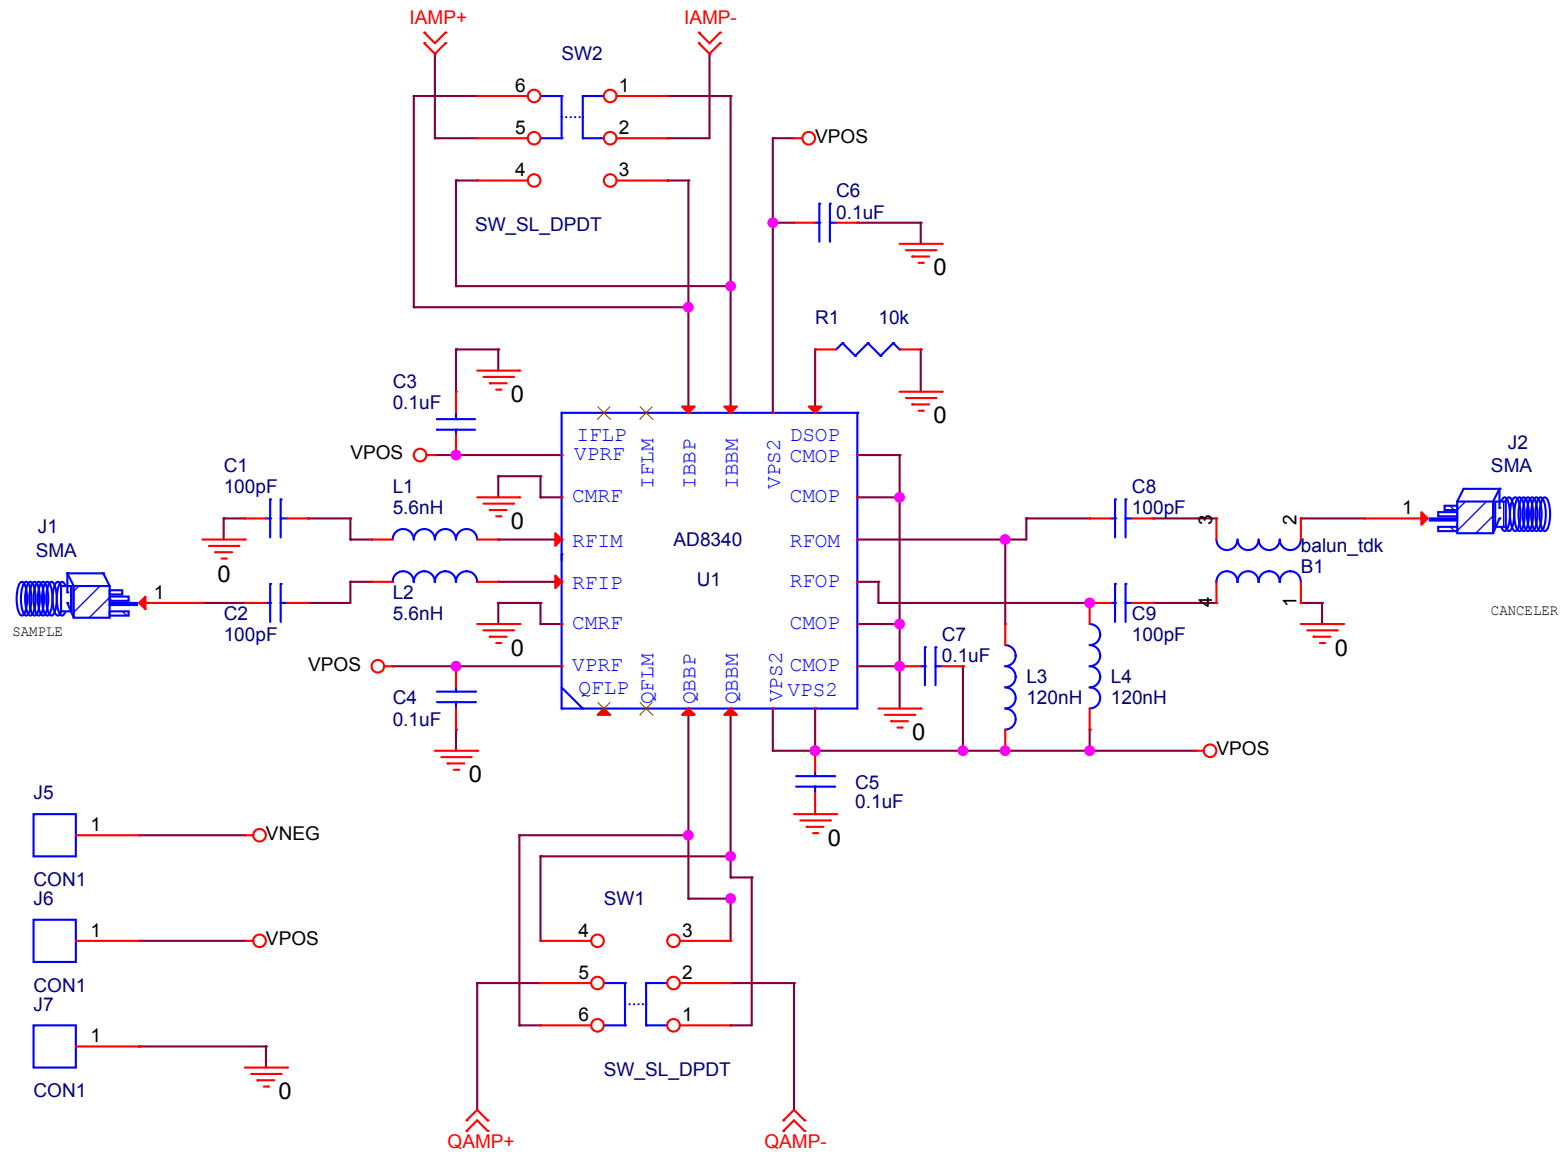 IAMP+
IAMP-
SW2
6
1
5
2
4
3
SW_SL_DPDT
VPOS
C6
0.1uF
0
R1 10k
0
C3
0.1uF
0
VPOS
IFLP
VPRF
IFLM
IBBP
IBBM
VPS2
DSOP
CMOP
CMRF
0
CMOP
C1
100pF
L1
5.6nH
0
J1
SMA
1
SAMPLE
C2
100pF
L2
5.6nH
RFIM
AD8340
RFOM
RFIP
U1
RFOP
CMRF
0
CMOP
VPOS
VPRF
QFLP
QFLM
QBBP
QBBM
VPS2
CMOP
VPS2
C4
0.1uF
0
C7
0.1uF
0
L3
120nH
L4
120nH
C8
100pF
C9
100pF
3
2
balun_tdk
B1
4
1
0
J2
SMA
1
CANCELER
VPOS
C5
0.1uF
0
J5
1
VNEG
CON1
J6
1
VPOS
CON1
J7
1
0
CON1
SW1
4
3
5
2
6
1
SW_SL_DPDT
QAMP+
QAMP-